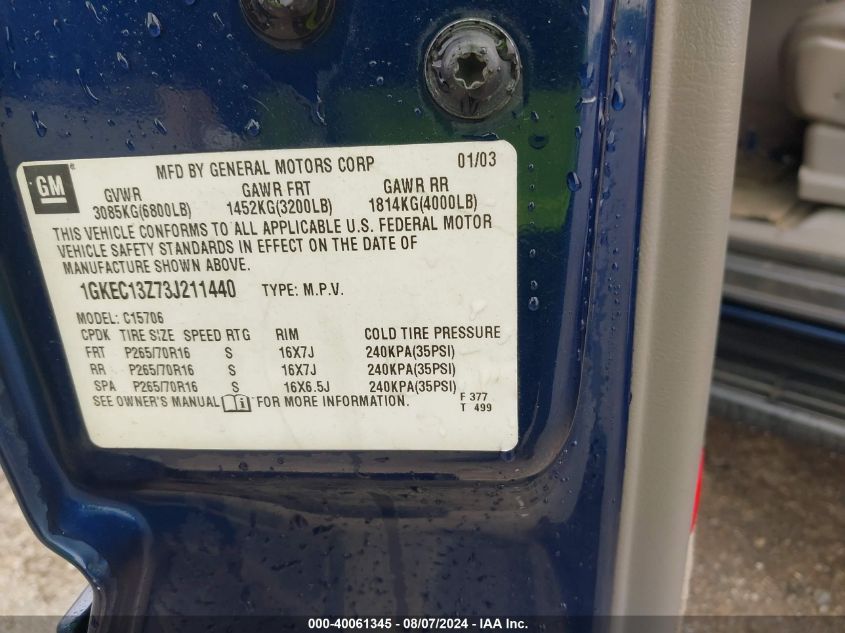 MFD BY GENERAL MOTORS CORP 01/03
GM
GVWR GAWR FRT GAWR RR
3085KG(6800LB) 1452KG(3200LB) 1814KG(4000LB)
THIS VEHICLE CONFORMS TO ALL APPLICABLE U.S. FEDERAL MOTOR
VEHICLE SAFETY STANDARDS IN EFFECT ON THE DATE OF
MANUFACTURE SHOWN ABOVE.
1GKEC13Z73J211440 TYPE: M.P.V.
MODEL: C15706
CPDK TIRE SIZE SPEED RTG RIM COLD TIRE PRESSURE
FRT P265/70R16 S 16X7J 240KPA(35PSI)
RR P265/70R16 S 16X7J 240KPA(35PSI)
SPA P265/70R16 S 16X6.5J 240KPA(35PSI)
SEE OWNER'S MANUAL i FOR MORE INFORMATION. F 377
T 499
000-40061345 - 08/07/2024 - IAA Inc.